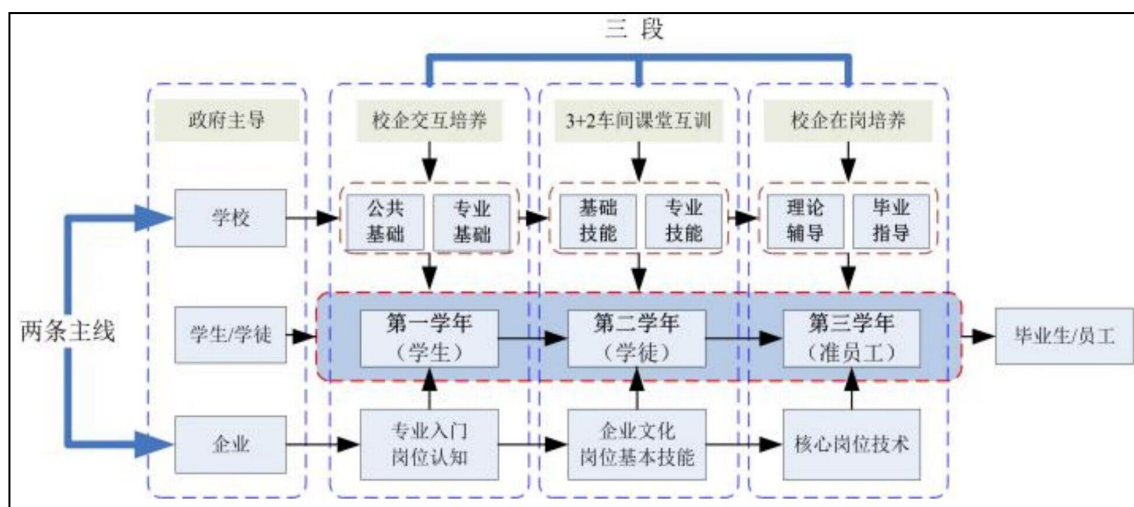 三 段
政府主导
校企交互培养
3+2车间课堂互训
校企在岗培养
学校
公共
基础
专业
基础
基础
技能
专业
技能
理论
辅导
毕业
指导
两条主线
学生/学徒
第一学年
（学生）
第二学年
（学徒）
第三学年
（准员工）
毕业生/员工
企业
专业入门
岗位认知
企业文化
岗位基本技能
核心岗位技术